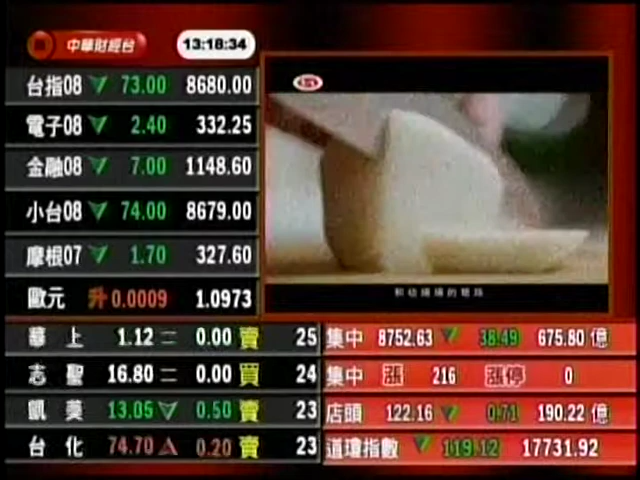 中華財經台 13:18:34
台指08 ▽ 73.00 8680.00
電子08 ▽ 2.40 332.25
金融08 ▽ 7.00 1148.60
小台08 ▽ 74.00 8679.00
摩根07 ▽ 1.70 327.60
歐元 升0.0009 1.0973
華上 1.12 = 0.00 賣 25
志聖 16.80 = 0.00 買 24
凱美 13.05 ▽ 0.50 賣 23
台化 74.70 △ 0.20 賣 23
集中 8752.63 ▽ 38.49 675.80 億
集中 漲 216 漲停 0
店頭 122.16 ▽ 0.71 190.22 億
道瓊指數 ▽ 119.12 17731.92